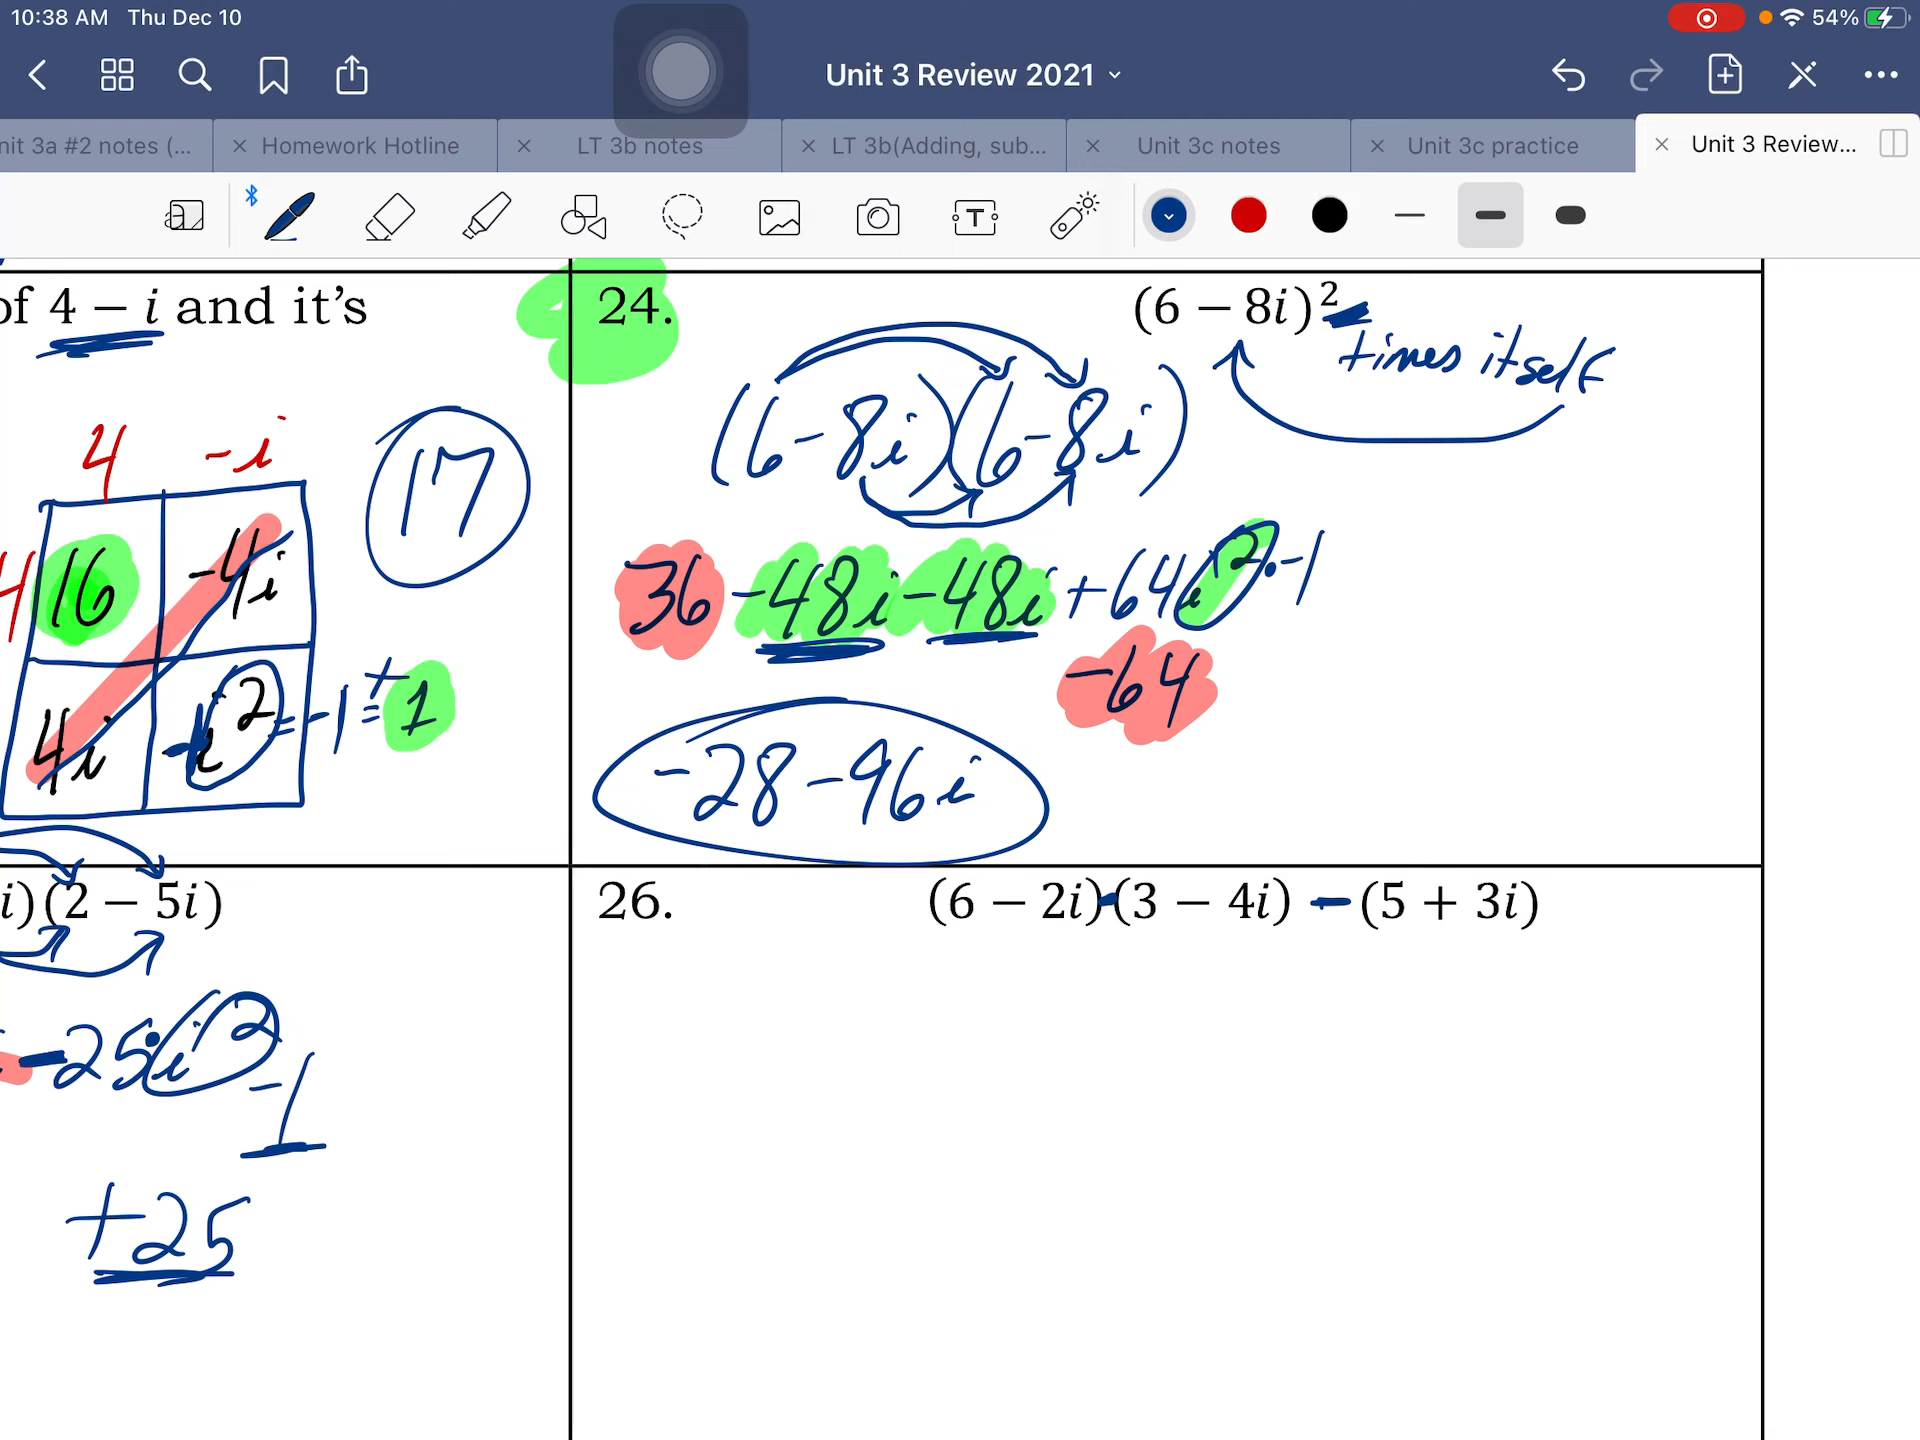 10:38 AM Thu Dec 10
54%
Unit 3 Review 2021
nit 3a #2 notes (...
Homework Hotline
LT 3b notes
LT 3b(Adding, sub...
Unit 3c notes
Unit 3c practice
Unit 3 Review...
a T
of 4 − i and it's
4 -i
4 16 -4i
4i -i² = -1 = +1
17
24. (6 − 8i)²
times itself
(6-8i)(6-8i)
36 -48i -48i +64i² • -1
-64
-28 -96i
i)(2 − 5i)
-25i²
-1
+25
26. (6 − 2i)-(3 − 4i) − (5 + 3i)